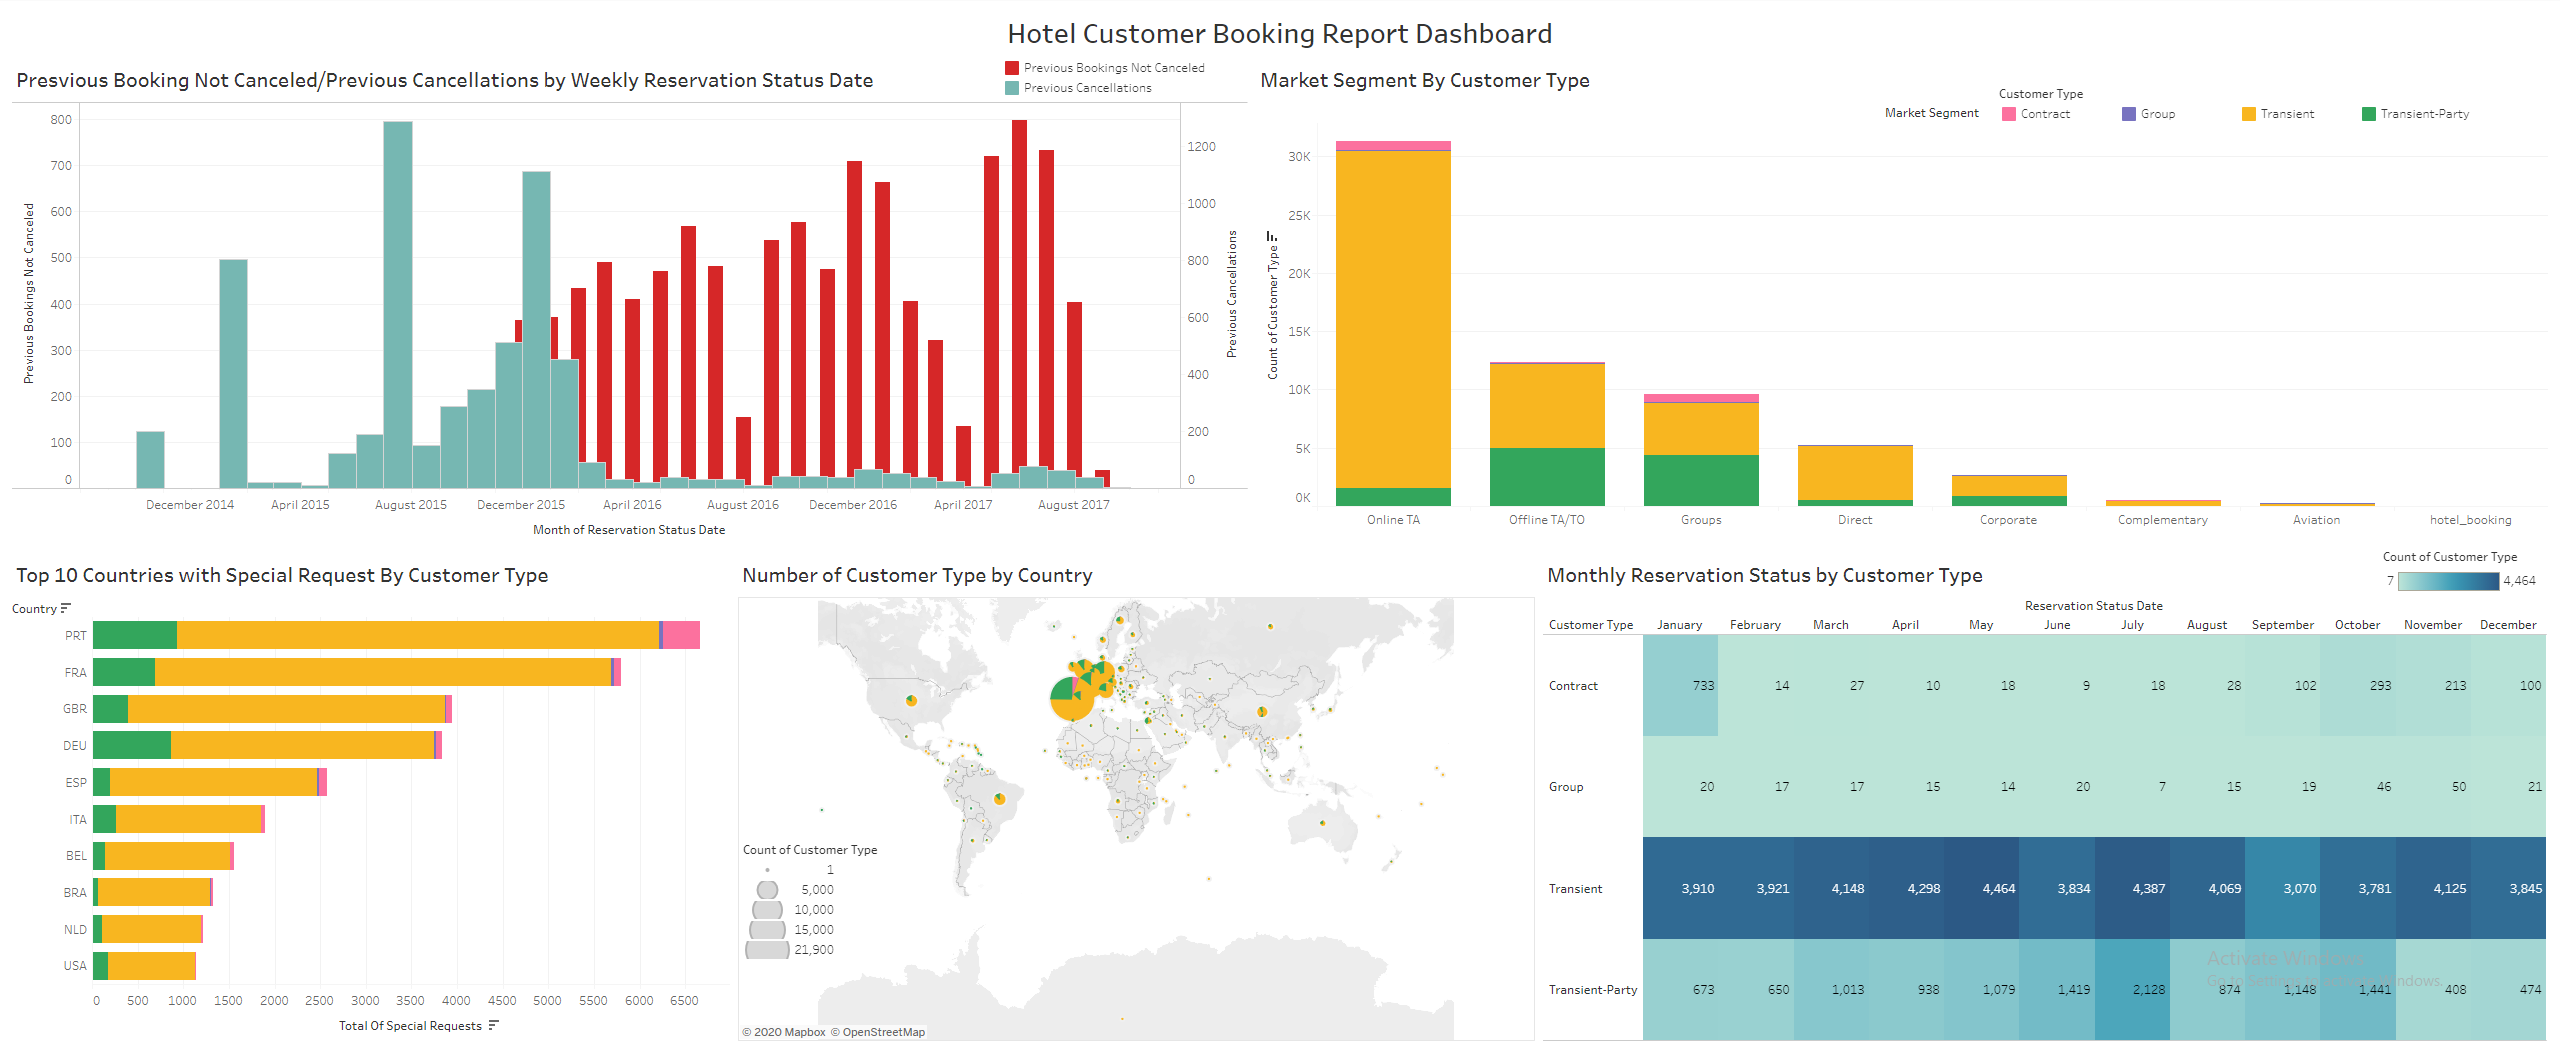 Hotel Customer Booking Report Dashboard
Presvious Booking Not Canceled/Previous Cancellations by Weekly Reservation Status Date
Previous Bookings Not Canceled
Previous Cancellations
Previous Bookings Not Canceled
800
700
600
500
400
300
200
100
0
1200
1000
800
600
400
200
0
Previous Cancellations
December 2014 April 2015 August 2015 December 2015 April 2016 August 2016 December 2016 April 2017 August 2017
Month of Reservation Status Date
Market Segment By Customer Type
Customer Type
Market Segment Contract Group Transient Transient-Party
Count of Customer Type
30K
25K
20K
15K
10K
5K
0K
Online TA Offline TA/TO Groups Direct Corporate Complementary Aviation hotel_booking
Top 10 Countries with Special Request By Customer Type
Country
PRT
FRA
GBR
DEU
ESP
ITA
BEL
BRA
NLD
USA
0 500 1000 1500 2000 2500 3000 3500 4000 4500 5000 5500 6000 6500
Total Of Special Requests
Number of Customer Type by Country
Count of Customer Type
1
5,000
10,000
15,000
21,900
© 2020 Mapbox © OpenStreetMap
Monthly Reservation Status by Customer Type
Count of Customer Type
7 4,464
Reservation Status Date
Customer Type January February March April May June July August September October November December
Contract 733 14 27 10 18 9 18 28 102 293 213 100
Group 20 17 17 15 14 20 7 15 19 46 50 21
Transient 3,910 3,921 4,148 4,298 4,464 3,834 4,387 4,069 3,070 3,781 4,125 3,845
Activate Windows
Go to Settings to activate Windows.
Transient-Party 673 650 1,013 938 1,079 1,419 2,128 874 1,148 1,441 408 474